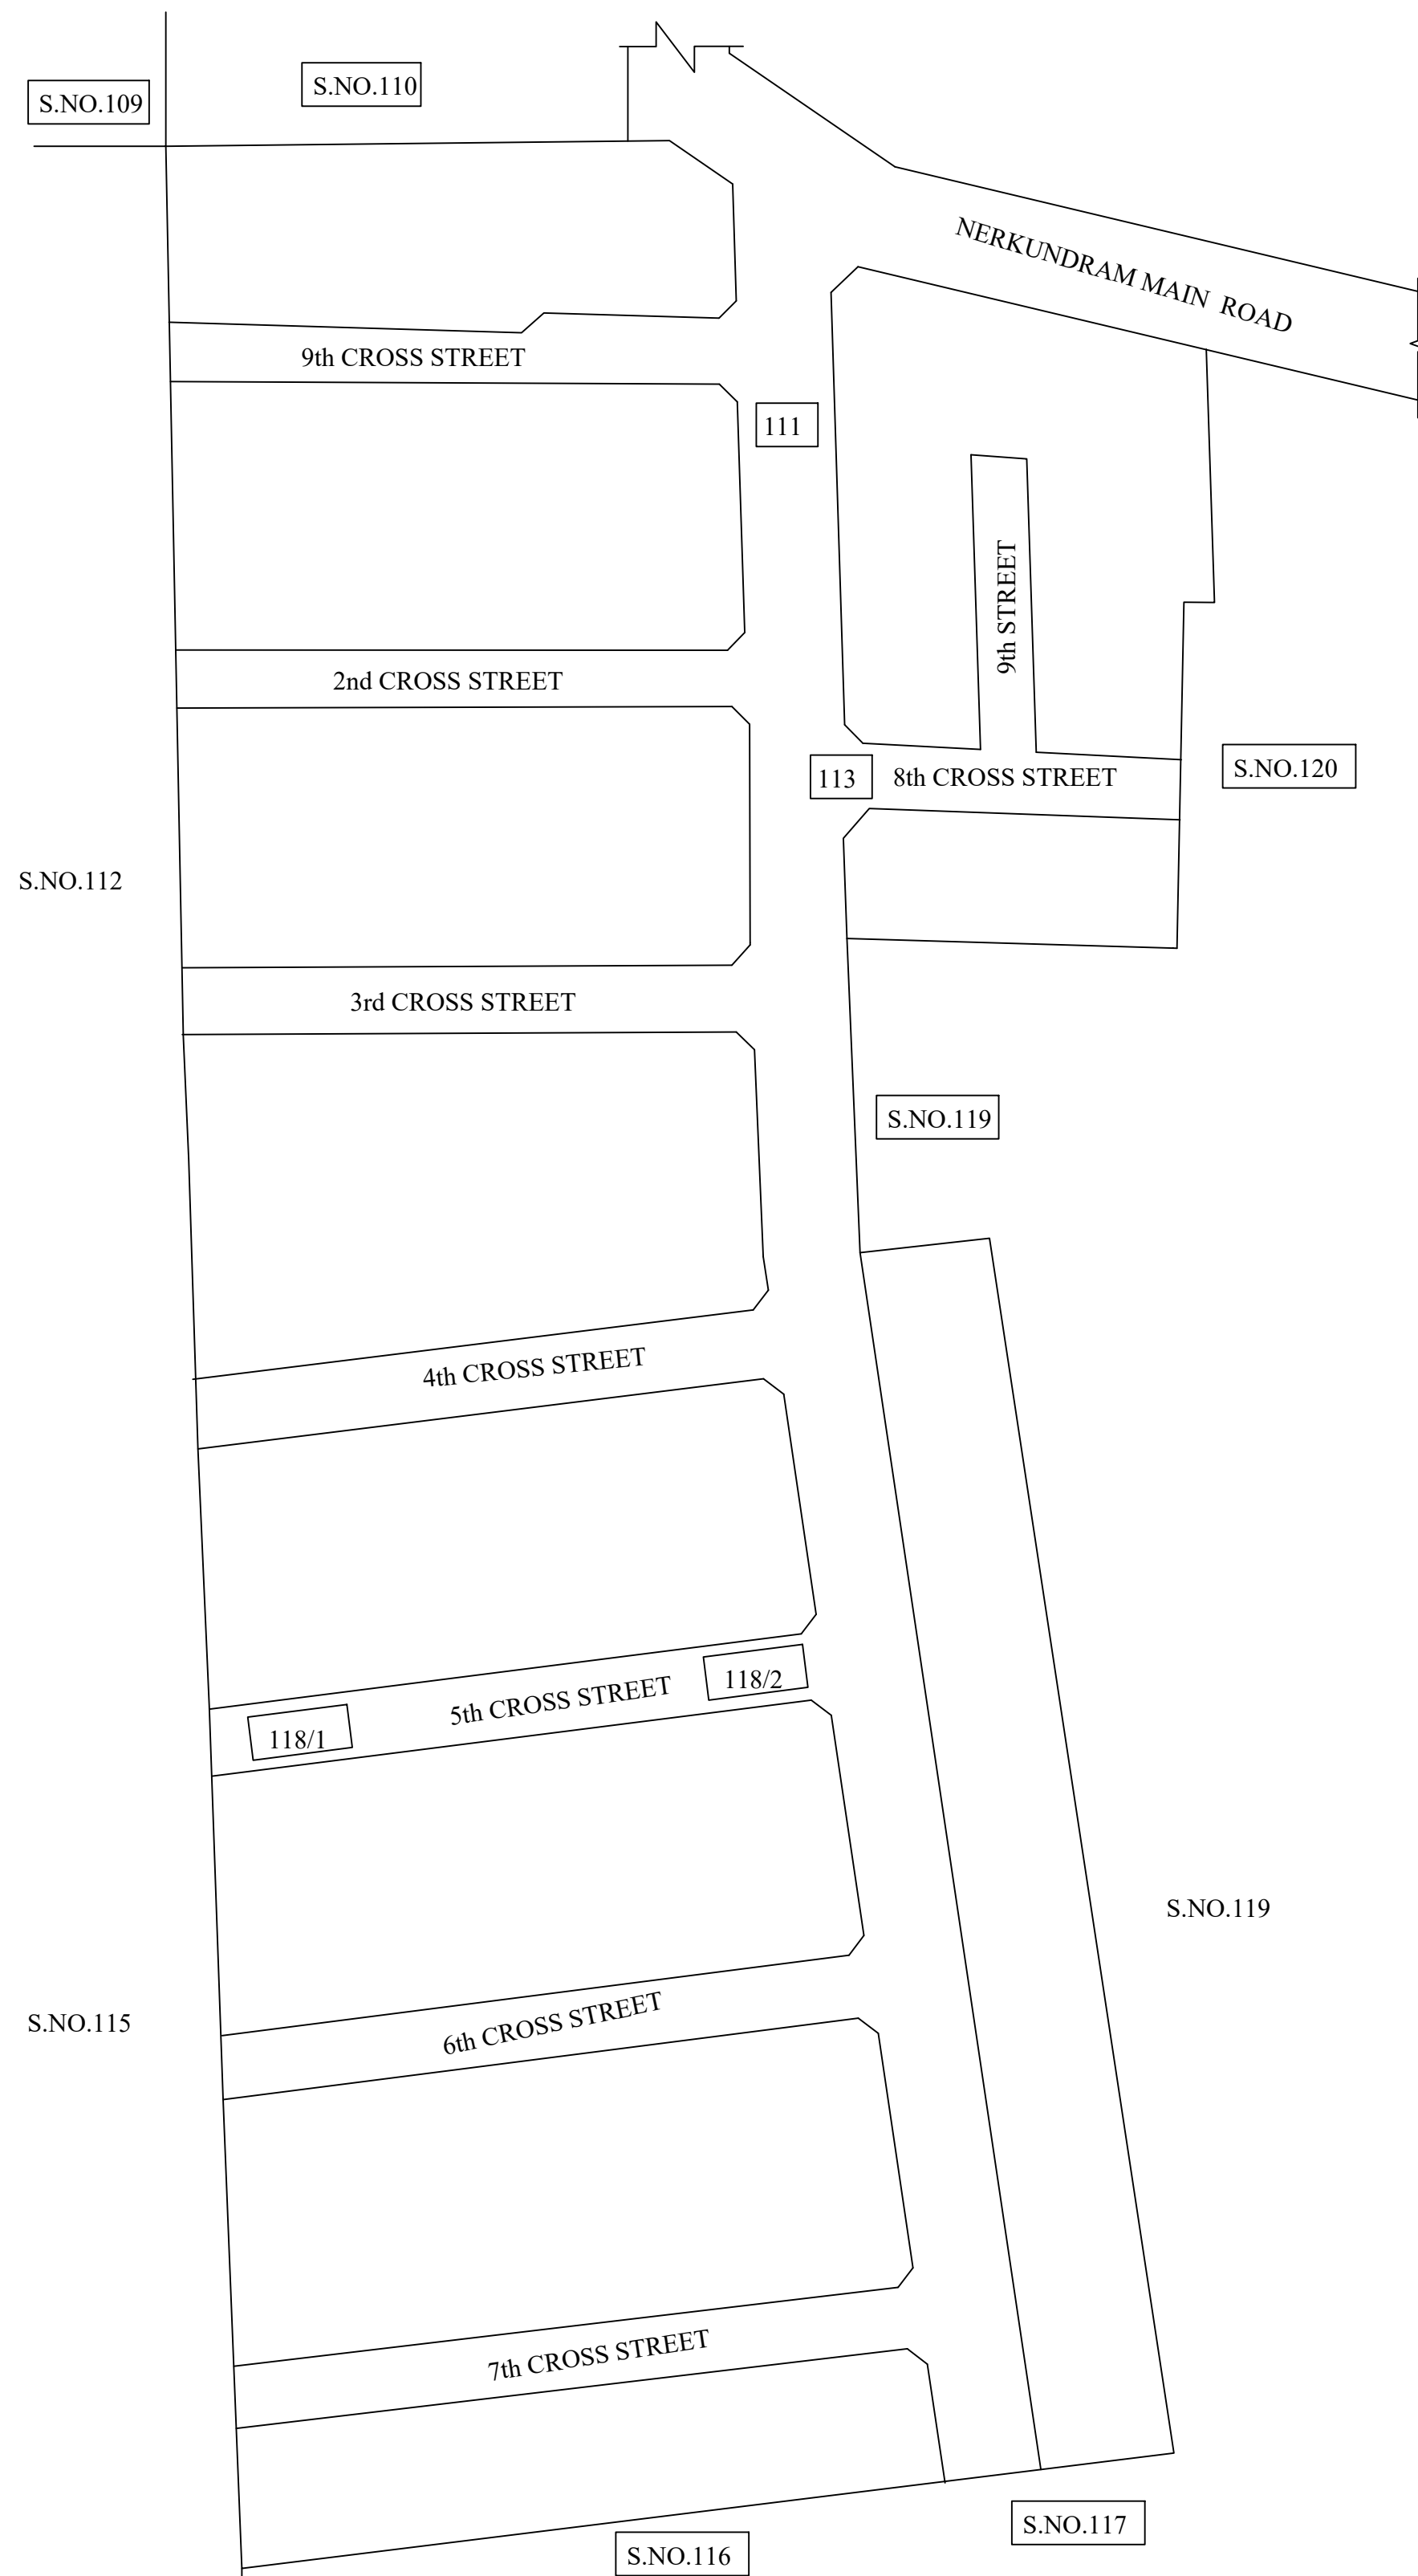 S.NO.110
S.NO.109
NERKUNDRAM MAIN ROAD
9th CROSS STREET
111
9th STREET
2nd CROSS STREET
113
8th CROSS STREET
S.NO.120
S.NO.112
3rd CROSS STREET
S.NO.119
4th CROSS STREET
118/2
5th CROSS STREET
118/1
S.NO.119
S.NO.115
6th CROSS STREET
7th CROSS STREET
S.NO.117
S.NO.116